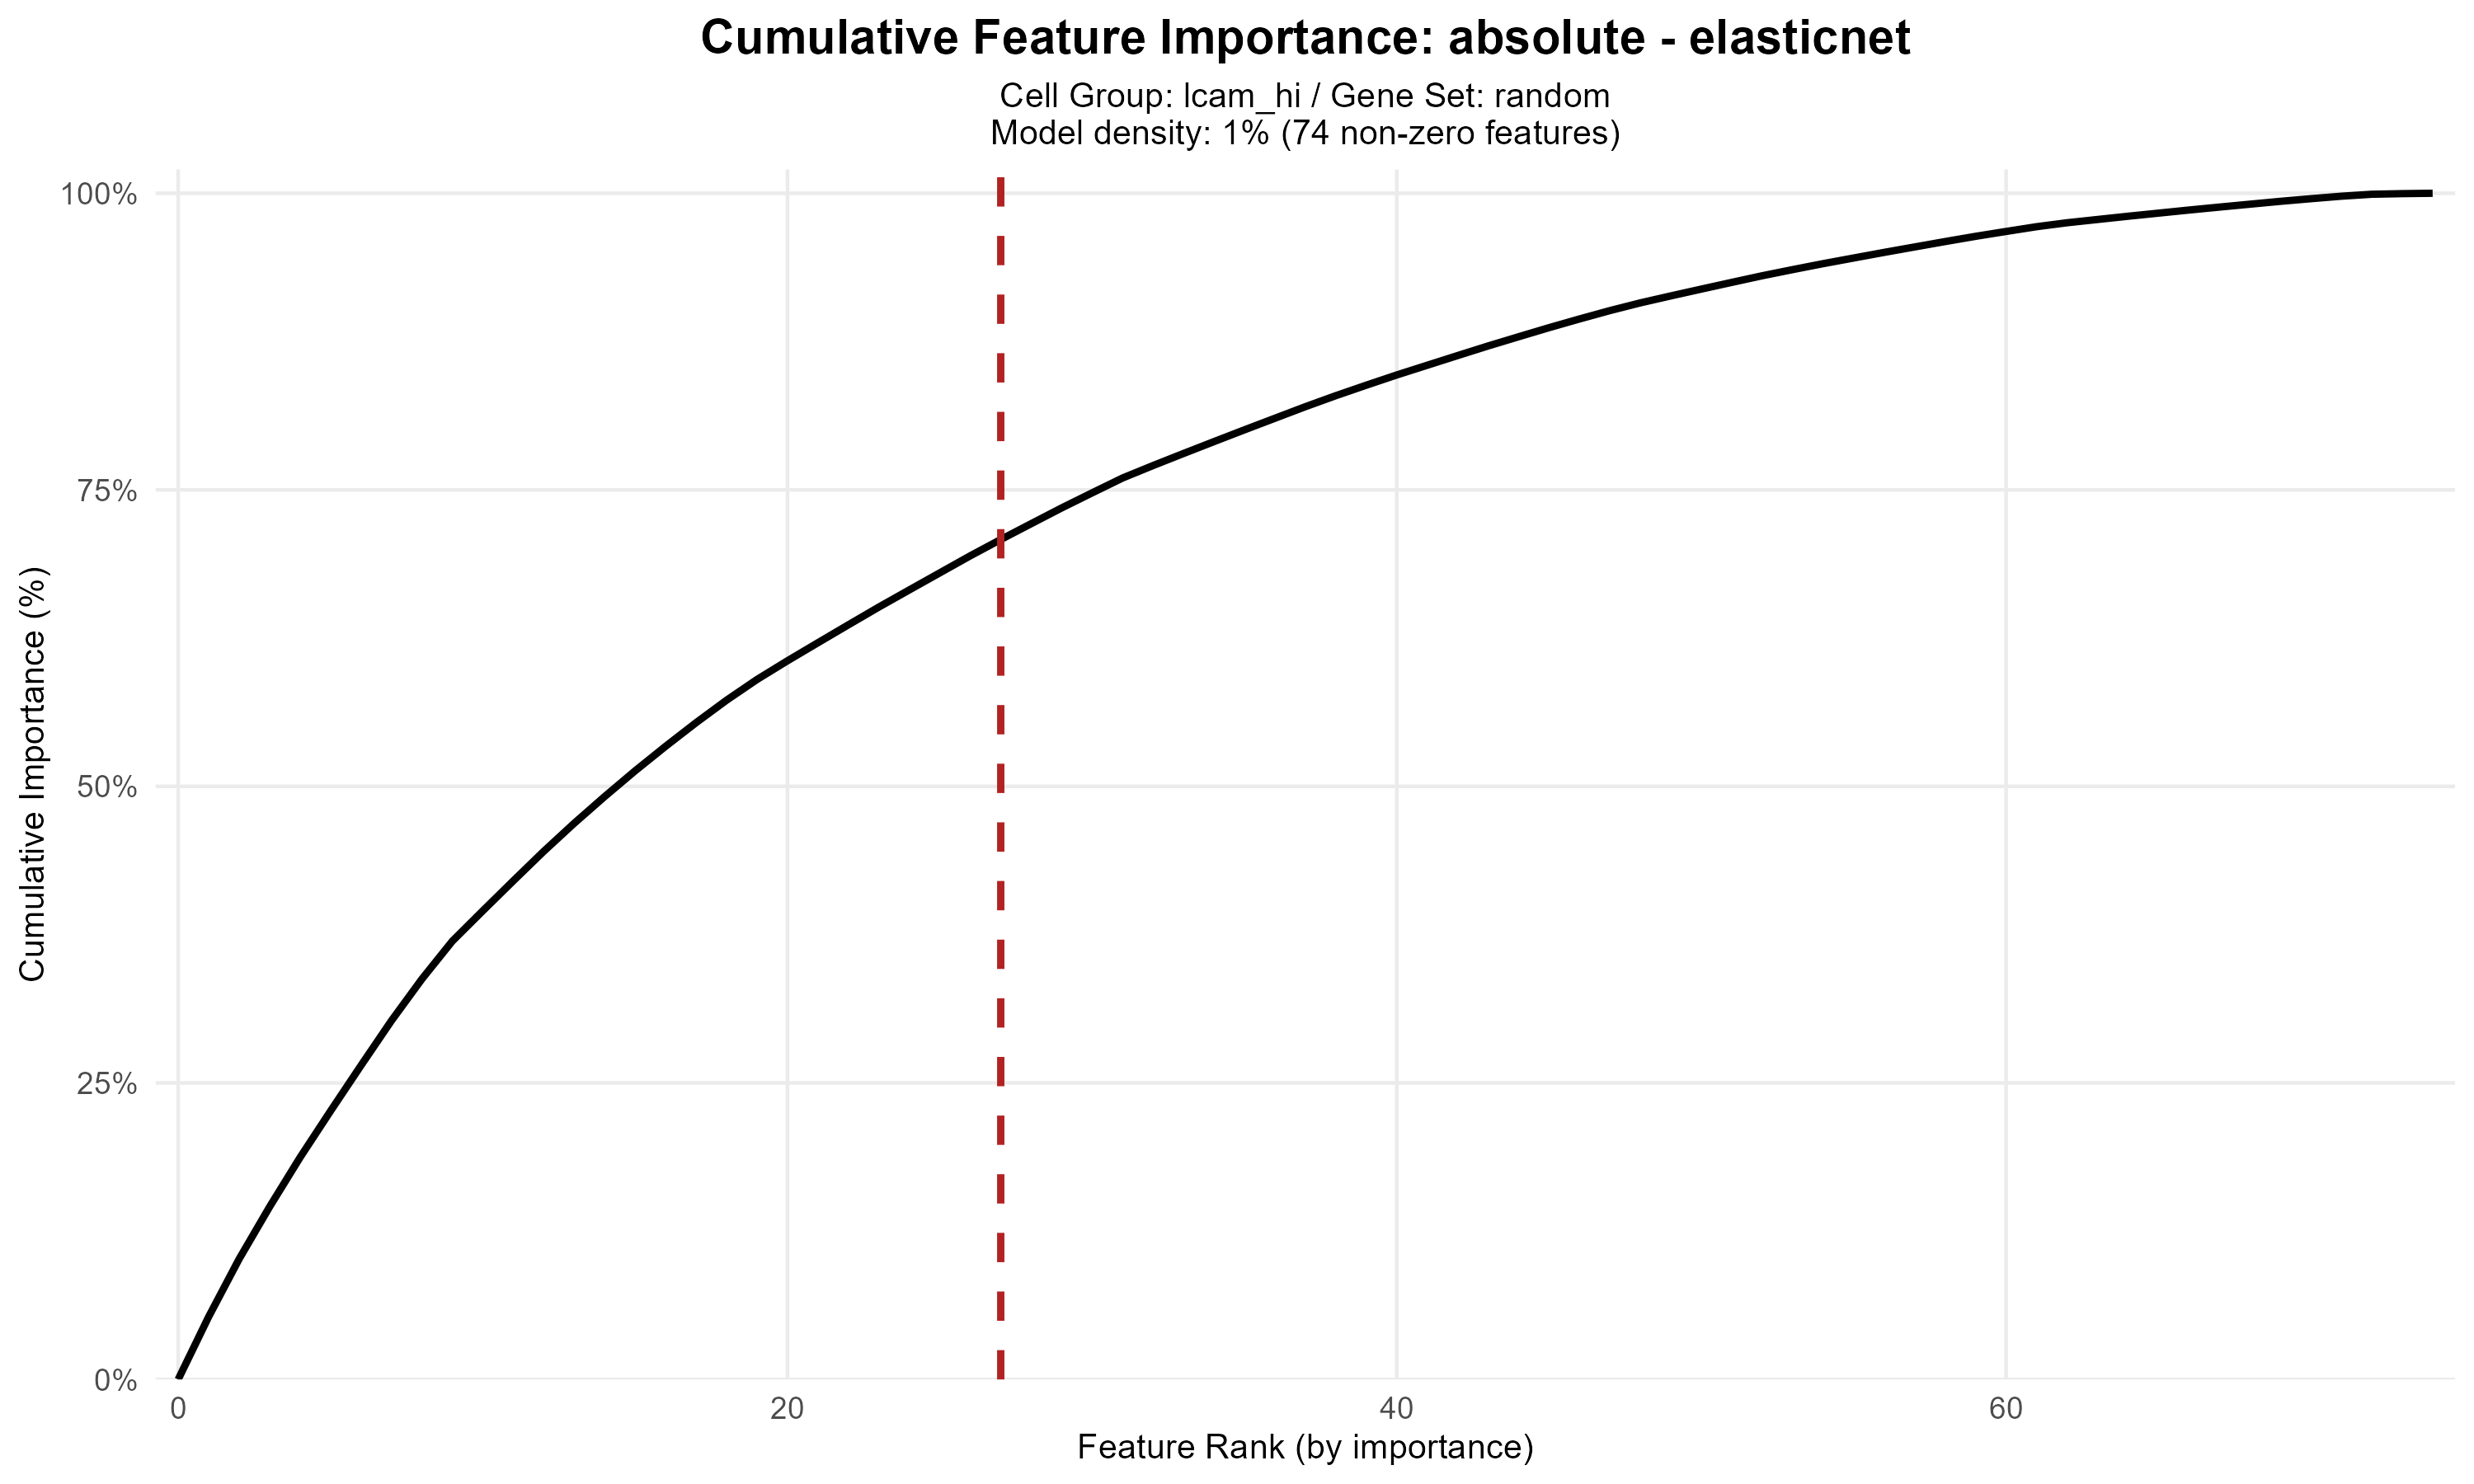 Cumulative Feature Importance: absolute - elasticnet
Cell Group: lcam_hi / Gene Set: random
Model density: 1% (74 non-zero features)
Cumulative Importance (%)
100%
75%
50%
25%
0%
0 20 40 60
Feature Rank (by importance)